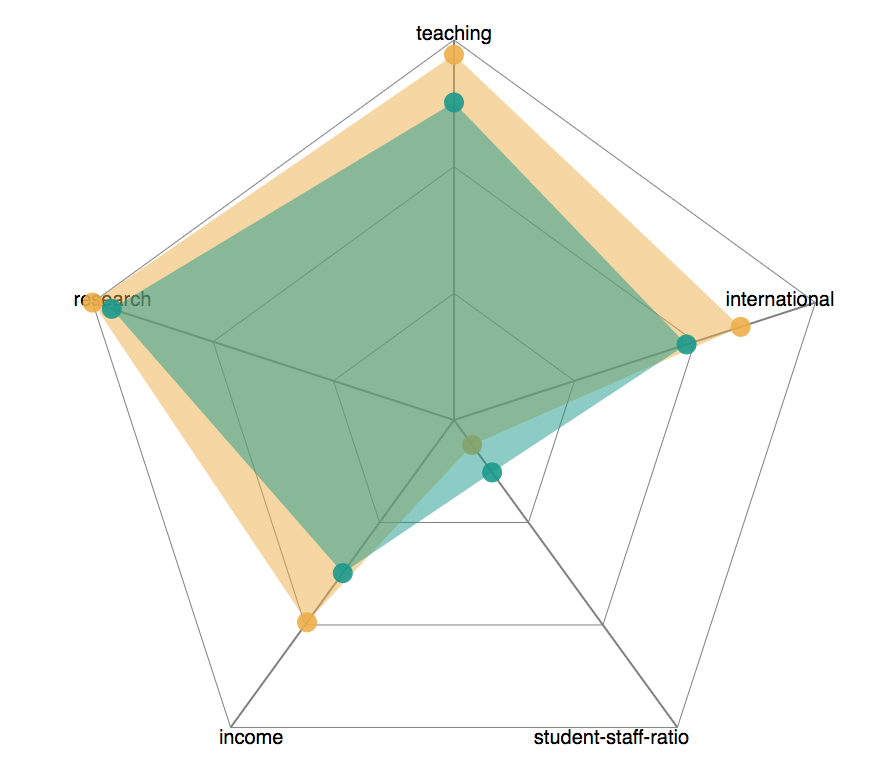 teaching
research
international
income
student-staff-ratio